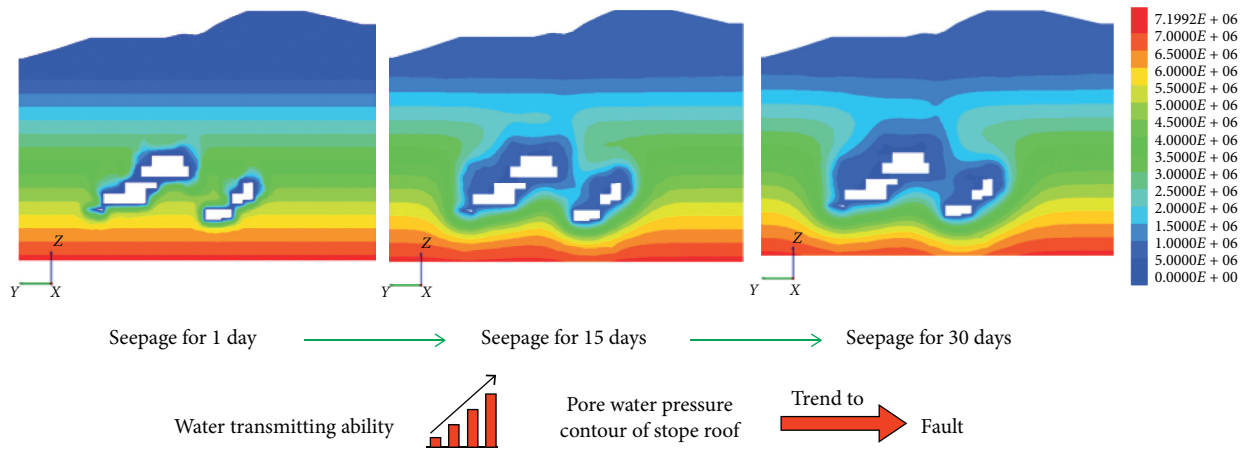 7.1992E + 06
7.0000E + 06
6.5000E + 06
6.0000E + 06
5.5000E + 06
5.0000E + 06
4.5000E + 06
4.0000E + 06
3.5000E + 06
3.0000E + 06
2.5000E + 06
2.0000E + 06
1.5000E + 06
1.0000E + 06
5.0000E + 06
0.0000E + 00
Z
Y
X
Z
Y
X
Z
Y
X
Seepage for 1 day
Seepage for 15 days
Seepage for 30 days
Water transmitting ability
Pore water pressure
contour of stope roof
Trend to
Fault